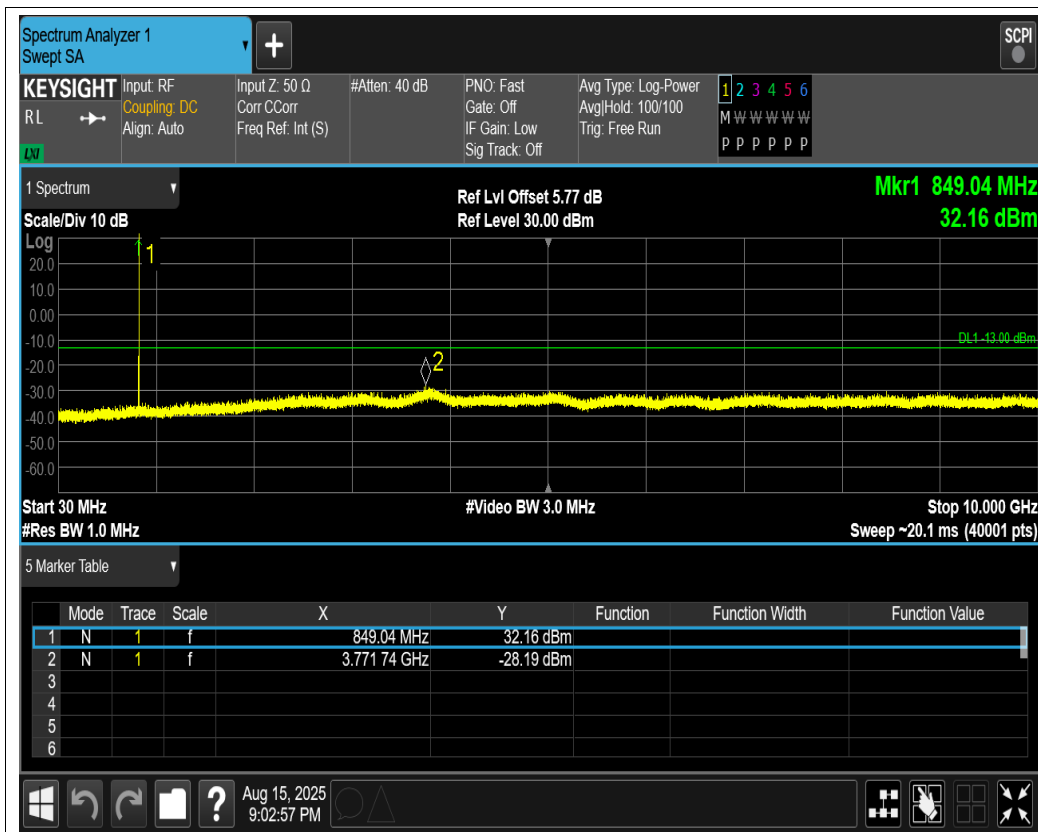 Spectrum Analyzer 1
Swept SA
+
SCPI
KEYSIGHT
RL
LXI
Input: RF
Coupling: DC
Align: Auto
Input Z: 50 Ω
Corr CCorr
Freq Ref: Int (S)
#Atten: 40 dB
PNO: Fast
Gate: Off
IF Gain: Low
Sig Track: Off
Avg Type: Log-Power
Avg|Hold: 100/100
Trig: Free Run
1 2 3 4 5 6
M W W W W W
P P P P P P
1 Spectrum
Scale/Div 10 dB
Ref Lvl Offset 5.77 dB
Ref Level 30.00 dBm
Mkr1 849.04 MHz
32.16 dBm
Log
1
20.0
10.0
0.00
DL1 -13.00 dBm
-10.0
2
-20.0
-30.0
-40.0
-50.0
-60.0
Start 30 MHz
#Video BW 3.0 MHz
Stop 10.000 GHz
#Res BW 1.0 MHz
Sweep ~20.1 ms (40001 pts)
5 Marker Table
Mode Trace Scale X Y Function Function Width Function Value
1 N 1 f 849.04 MHz 32.16 dBm
2 N 1 f 3.771 74 GHz -28.19 dBm
3
4
5
6
?
Aug 15, 2025
9:02:57 PM